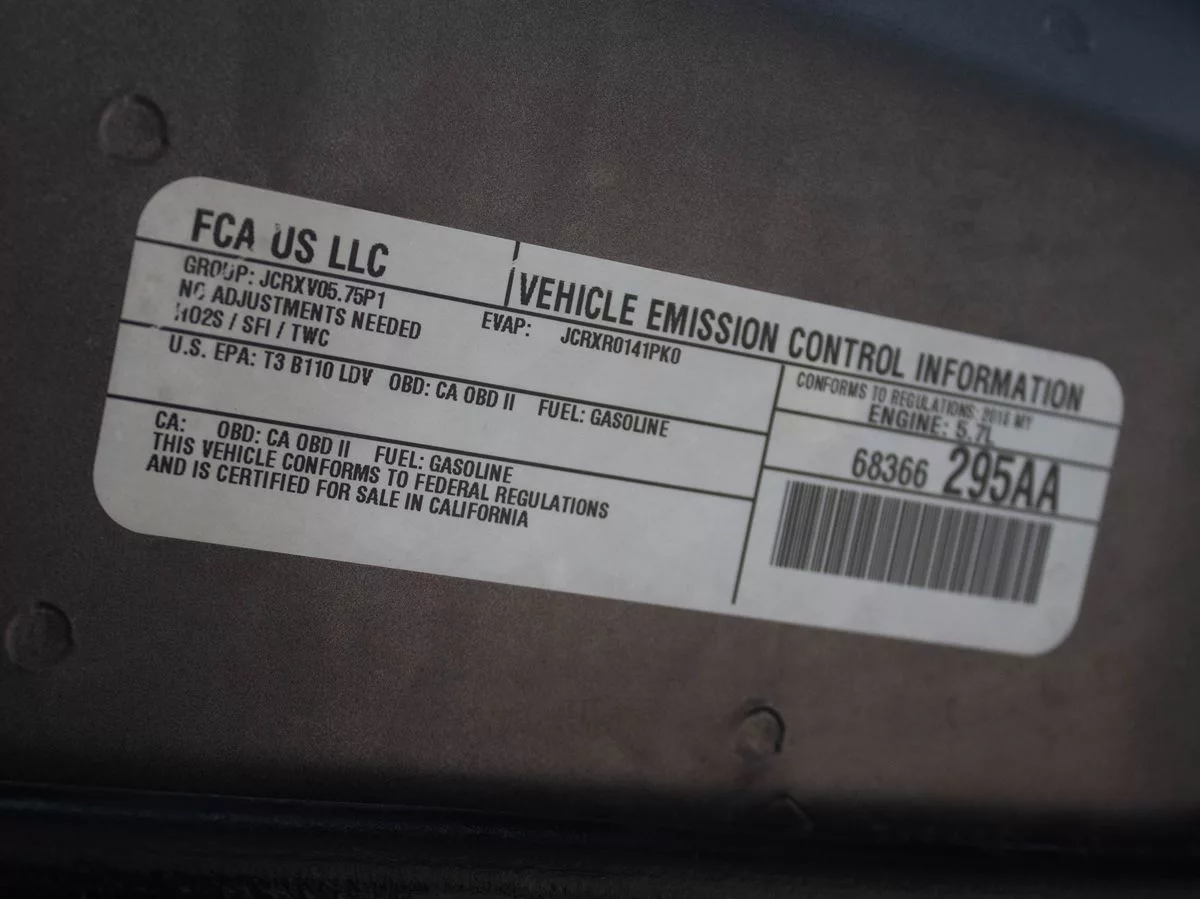 FCA US LLC
VEHICLE EMISSION CONTROL INFORMATION
GROUP: JCRXV05.75P1
EVAP: JCRXR0141PK0
NO ADJUSTMENTS NEEDED
HO2S / SFI / TWC
CONFORMS TO REGULATIONS: 2018 MY
U.S. EPA: T3 B110 LDV OBD: CA OBD II FUEL: GASOLINE
ENGINE: 5.7L
CA: OBD: CA OBD II FUEL: GASOLINE
THIS VEHICLE CONFORMS TO FEDERAL REGULATIONS
AND IS CERTIFIED FOR SALE IN CALIFORNIA
68366 295AA